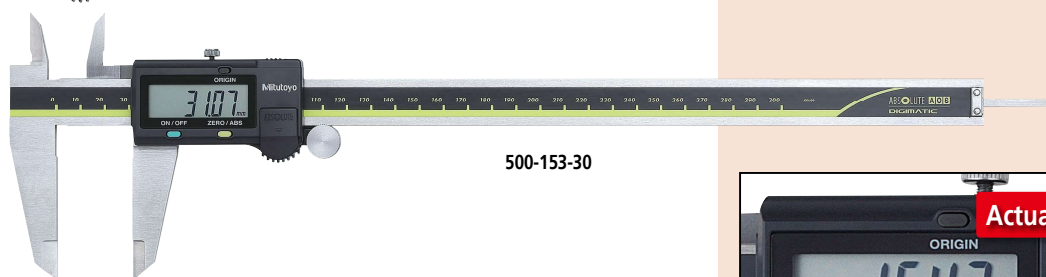 ORIGIN
Mitutoyo
31.07 mm
ON / OFF ZERO / ABS
ABSOLUTE
0 10 20 30
110 120 130 140 150 160 170 180 190 200 210 220 230 240 250 260 270 280 290 300
ABSOLUTE AOS
DIGIMATIC
500-153-30
Actua
ORIGIN